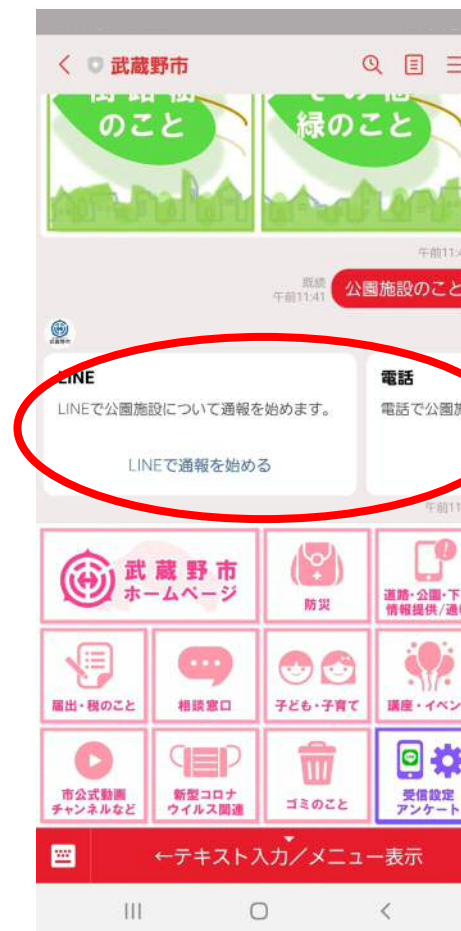 武蔵野市
のこと
緑のこと
既読
午前11:41
公園施設のこと
LINE
LINEで公園施設について通報を始めます。
LINEで通報を始める
電話
電話で公園施
武蔵野市
ホームページ
防災
道路・公園・下
情報提供/通
届出・税のこと
相談窓口
子ども・子育て
講座・イベン
市公式動画
チャンネルなど
新型コロナ
ウイルス関連
ゴミのこと
受信設定
アンケート
←テキスト入力/メニュー表示